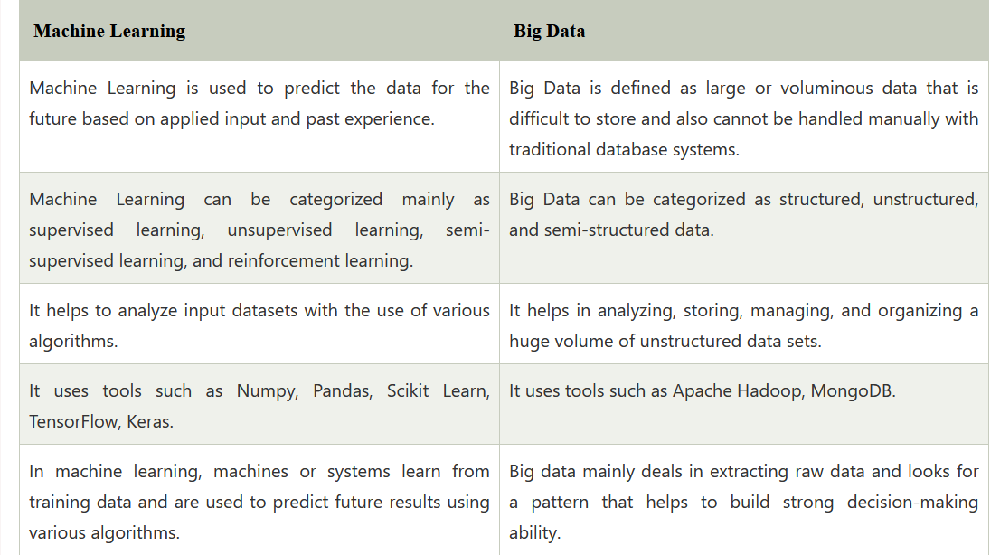 Machine Learning
Big Data
Machine Learning is used to predict the data for the
future based on applied input and past experience.
Big Data is defined as large or voluminous data that is
difficult to store and also cannot be handled manually with
traditional database systems.
Machine Learning can be categorized mainly as
supervised learning, unsupervised learning, semi-
supervised learning, and reinforcement learning.
Big Data can be categorized as structured, unstructured,
and semi-structured data.
It helps to analyze input datasets with the use of various
algorithms.
It helps in analyzing, storing, managing, and organizing a
huge volume of unstructured data sets.
It uses tools such as Numpy, Pandas, Scikit Learn,
TensorFlow, Keras.
It uses tools such as Apache Hadoop, MongoDB.
In machine learning, machines or systems learn from
training data and are used to predict future results using
various algorithms.
Big data mainly deals in extracting raw data and looks for
a pattern that helps to build strong decision-making
ability.